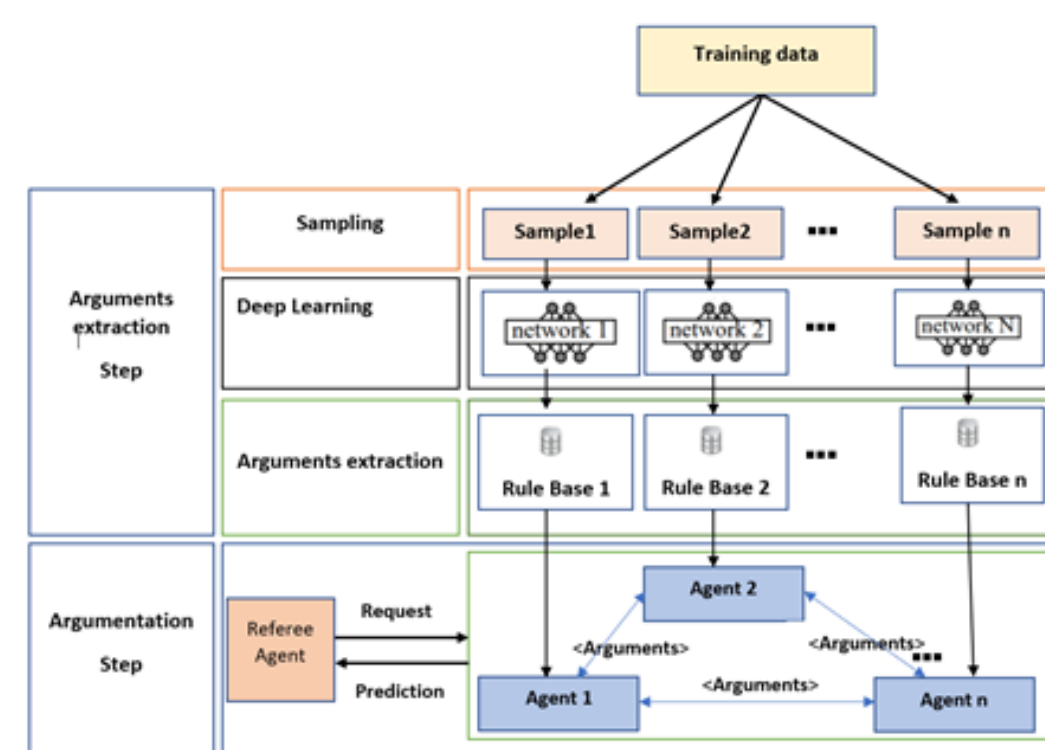 Training data
Sampling
Sample1
Sample2
...
Sample n
Arguments
extraction
Step
Deep Learning
network 1
network 2
...
network N
Arguments extraction
Rule Base 1
Rule Base 2
...
Rule Base n
Argumentation
Step
Referee
Agent
Request
Prediction
Agent 2
<Arguments>
<Arguments>
...
Agent 1
<Arguments>
Agent n